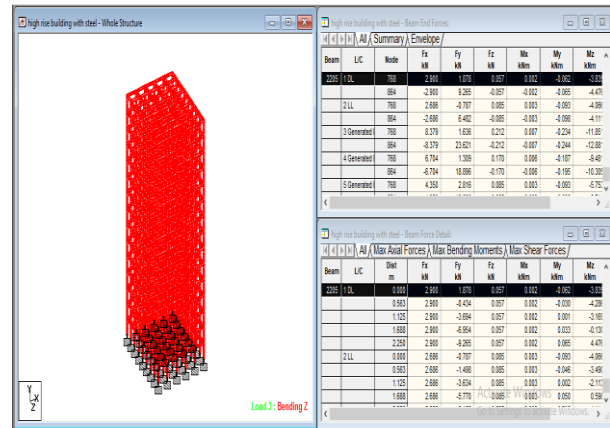 high rise building with steel - Whole Structure
Y
X
Z
Load 3 : Bending Z
high rise building with steel - Beam End Forces
All Summary Envelope
Beam L/C Node Fx kN Fy kN Fz kN Mx kNm My kNm Mz kNm
2285 1 DL 768 2.900 1.878 0.057 0.002 -0.062
864 -2.900 9.265 -0.057 -0.002 -0.065
2 LL 768 2.686 -0.787 0.085 0.003 -0.093
864 -2.686 6.482 -0.085 -0.003 -0.098
3 Generated 768 8.379 1.636 0.212 0.007 -0.234
864 -8.379 23.621 -0.212 -0.007 -0.244
4 Generated 768 6.704 1.309 0.170 0.006 -0.187
864 -6.704 18.896 -0.170 -0.006 -0.195 -10.305
5 Generated 768 4.350 2.816 0.085 0.003 -0.093
high rise building with steel - Beam Force Detail
All Max Axial Forces Max Bending Moments Max Shear Forces
Beam L/C Dist m Fx kN Fy kN Fz kN Mx kNm My kNm Mz kNm
2285 1 DL 0.000 2.900 1.878 0.057 0.002 -0.062
0.563 2.900 -0.434 0.057 0.002 -0.030
1.125 2.900 -3.694 0.057 0.002 0.001
1.688 2.900 -6.954 0.057 0.002 0.033
2.250 2.900 -9.265 0.057 0.002 0.065
2 LL 0.000 2.686 -0.787 0.085 0.003 -0.093
0.563 2.686 -1.498 0.085 0.003 -0.046
1.125 2.686 -3.634 0.085 0.003 0.002
1.688 2.686 -5.770 0.085 0.003 0.050
Activate Windows
Go to Settings to activate Windows.